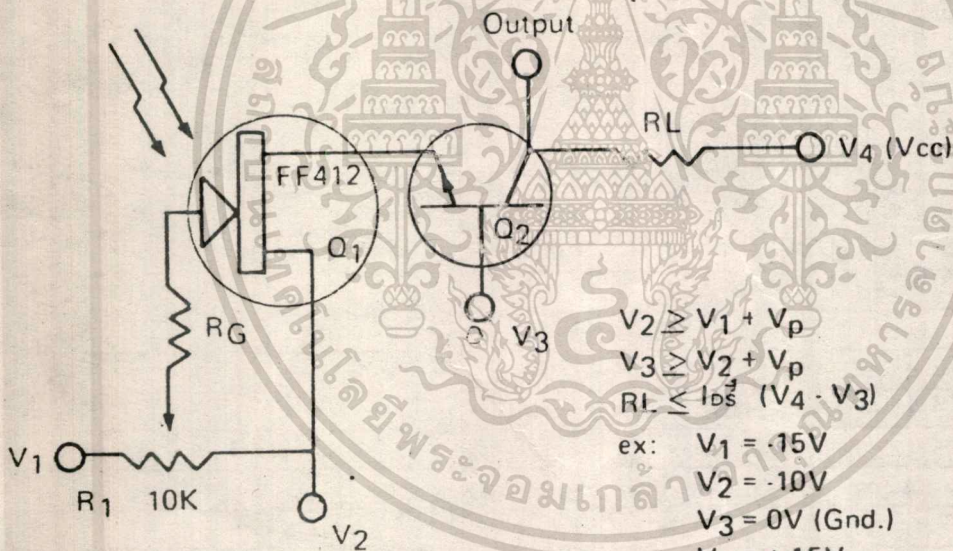 Output
RL
V4 (Vcc)
FF412
Q1
Q2
RG
V3
V2 ≥ V1 + Vp
V3 ≥ V2 + Vp
RL ≤ IDS⁻¹ (V4 - V3)
ex: V1 = -15V
V2 = -10V
V3 = 0V (Gnd.)
V1
R1 10K
V2